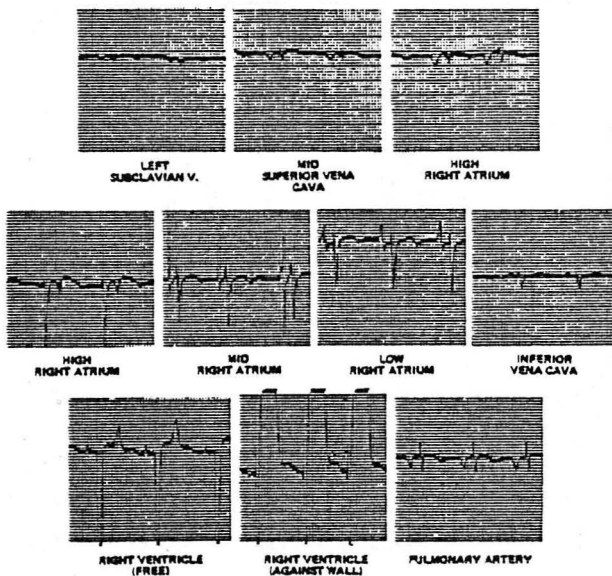 LEFT
SUBCLAVIAN V.
MID
SUPERIOR VENA
CAVA
HIGH
RIGHT ATRIUM
HIGH
RIGHT ATRIUM
MID
RIGHT ATRIUM
LOW
RIGHT ATRIUM
INFERIOR
VENA CAVA
RIGHT VENTRICLE
(FREE)
RIGHT VENTRICLE
(AGAINST WALL)
PULMONARY ARTERY